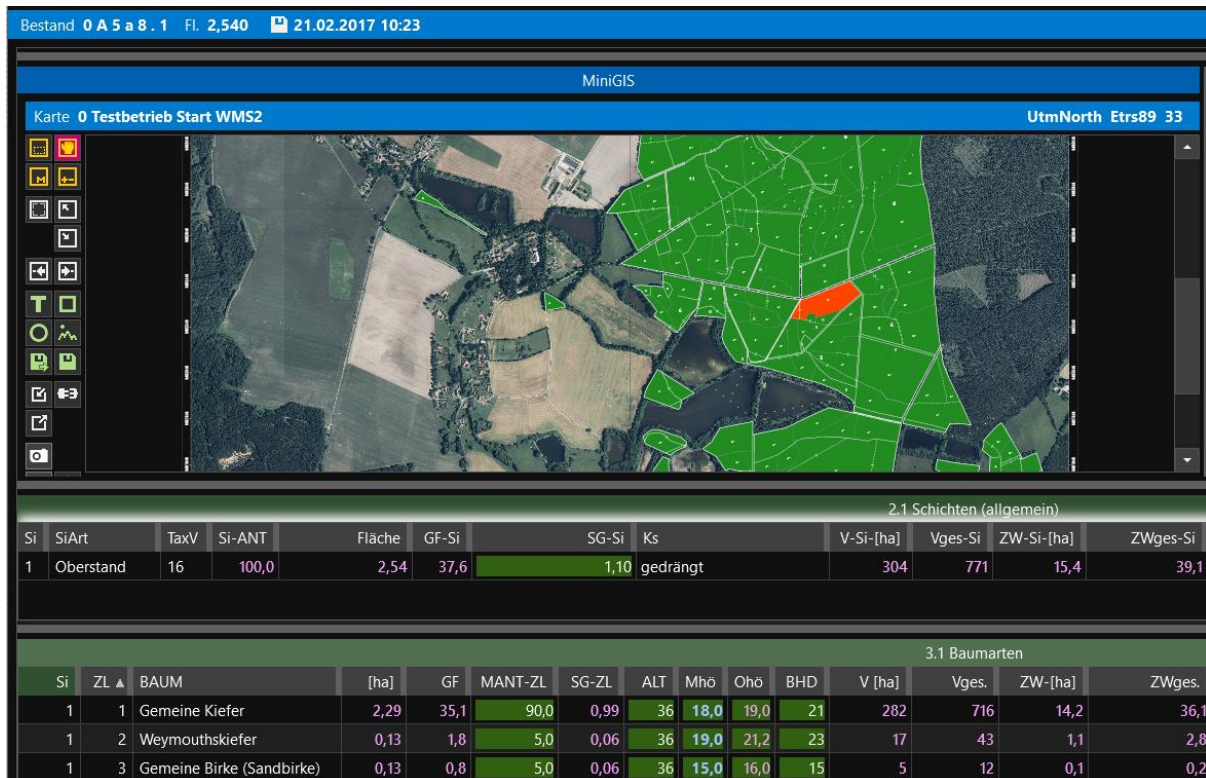 Bestand 0 A 5 a 8 . 1 Fl. 2,540 21.02.2017 10:23
MiniGIS
Karte 0 Testbetrieb Start WMS2 UtmNorth Etrs89 33
2.1 Schichten (allgemein)
Si SiArt TaxV Si-ANT Fläche GF-Si SG-Si Ks V-Si-[ha] Vges-Si ZW-Si-[ha] ZWges-Si
1 Oberstand 16 100,0 2,54 37,6 1,10 gedrängt 304 771 15,4 39,1
3.1 Baumarten
Si ZL BAUM [ha] GF MANT-ZL SG-ZL ALT Mhö Ohö BHD V [ha] Vges. ZW-[ha] ZWges.
1 1 Gemeine Kiefer 2,29 35,1 90,0 0,99 36 18,0 19,0 21 282 716 14,2 36,1
1 2 Weymouthskiefer 0,13 1,8 5,0 0,06 36 19,0 21,2 23 17 43 1,1 2,8
1 3 Gemeine Birke (Sandbirke) 0,13 0,8 5,0 0,06 36 15,0 16,0 15 5 12 0,1 0,2